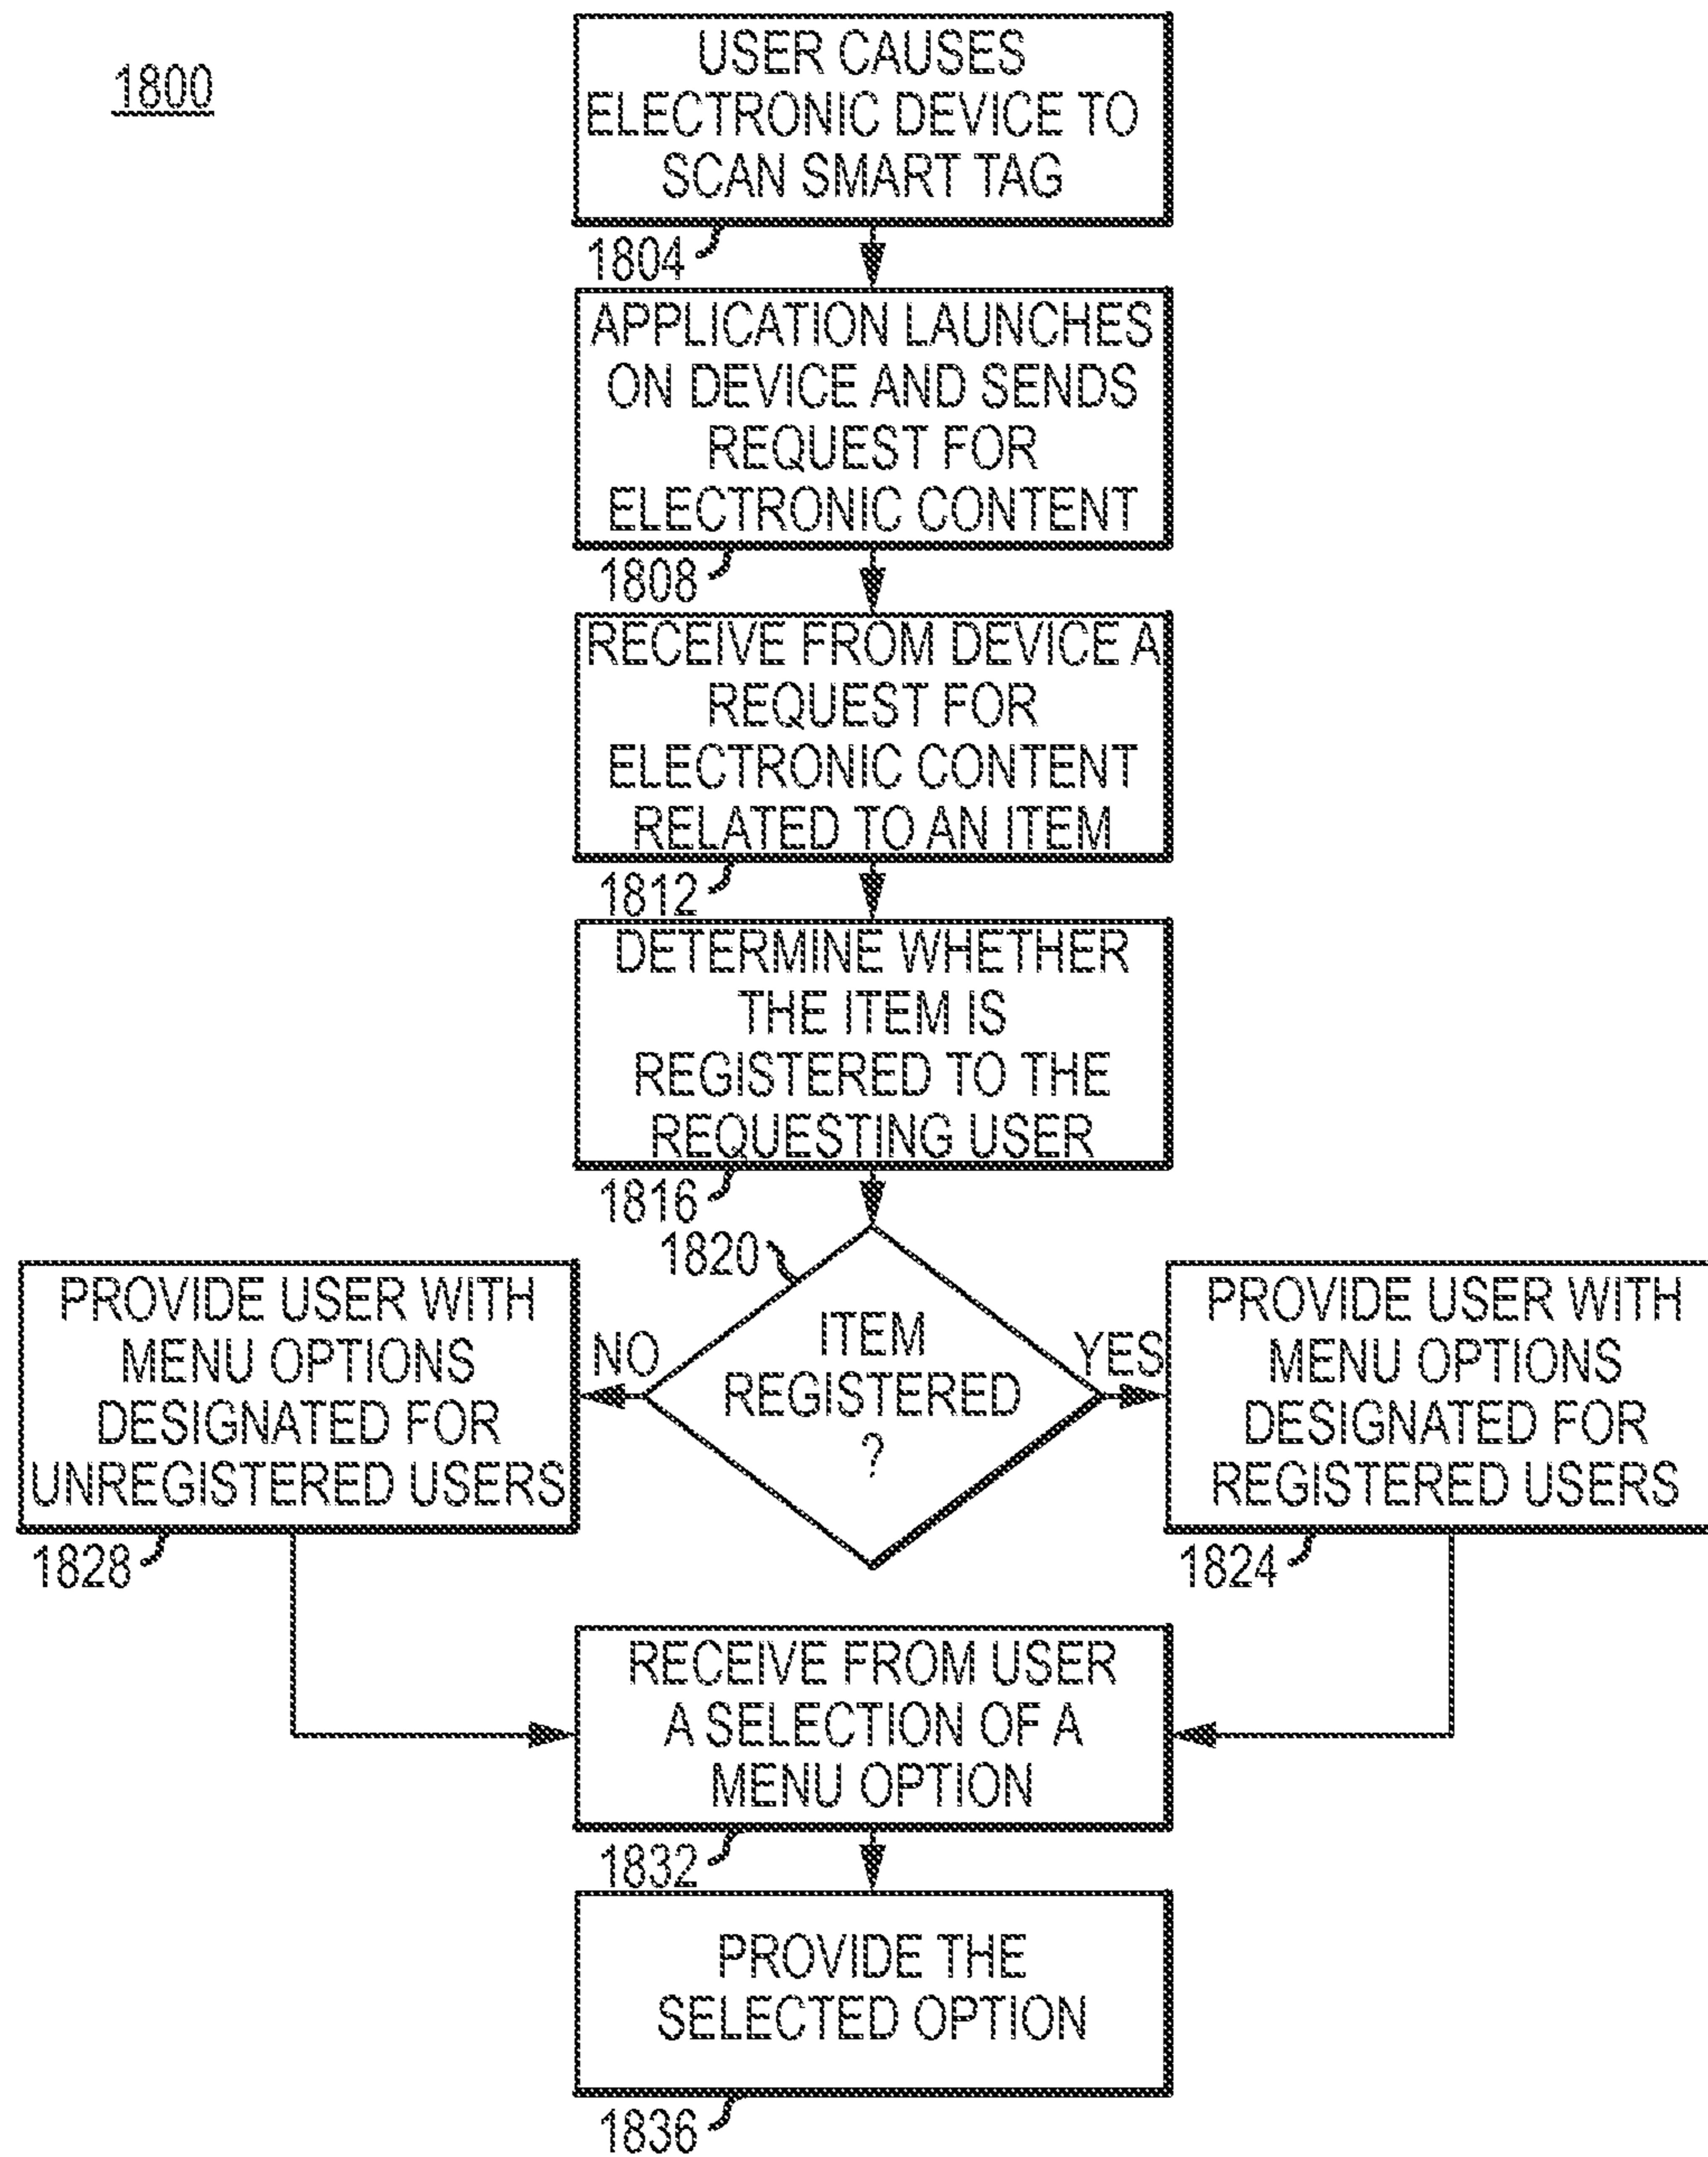 1800
USER CAUSES
ELECTRONIC DEVICE TO
SCAN SMART TAG
1804
APPLICATION LAUNCHES
ON DEVICE AND SENDS
REQUEST FOR
ELECTRONIC CONTENT
1808
RECEIVE FROM DEVICE A
REQUEST FOR
ELECTRONIC CONTENT
RELATED TO AN ITEM
1812
DETERMINE WHETHER
THE ITEM IS
REGISTERED TO THE
REQUESTING USER
1816
1820
ITEM
REGISTERED
?
NO
YES
PROVIDE USER WITH
MENU OPTIONS
DESIGNATED FOR
UNREGISTERED USERS
1828
PROVIDE USER WITH
MENU OPTIONS
DESIGNATED FOR
REGISTERED USERS
1824
RECEIVE FROM USER
A SELECTION OF A
MENU OPTION
1832
PROVIDE THE
SELECTED OPTION
1836